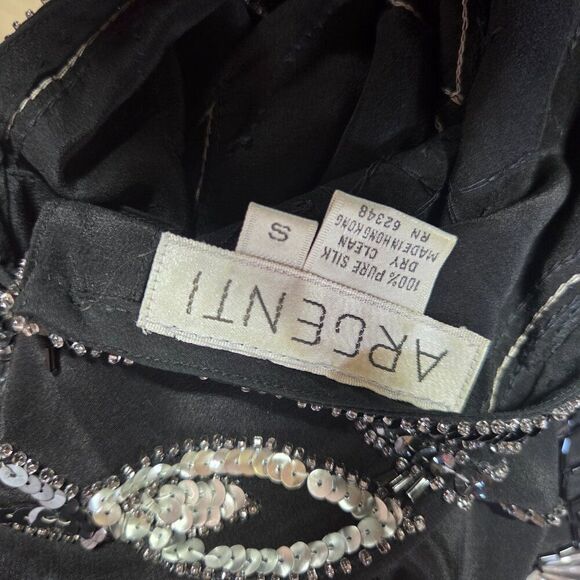 ARGENTI
S
100% PURE SILK
DRY CLEAN
MADE IN HONG KONG
RN 62348